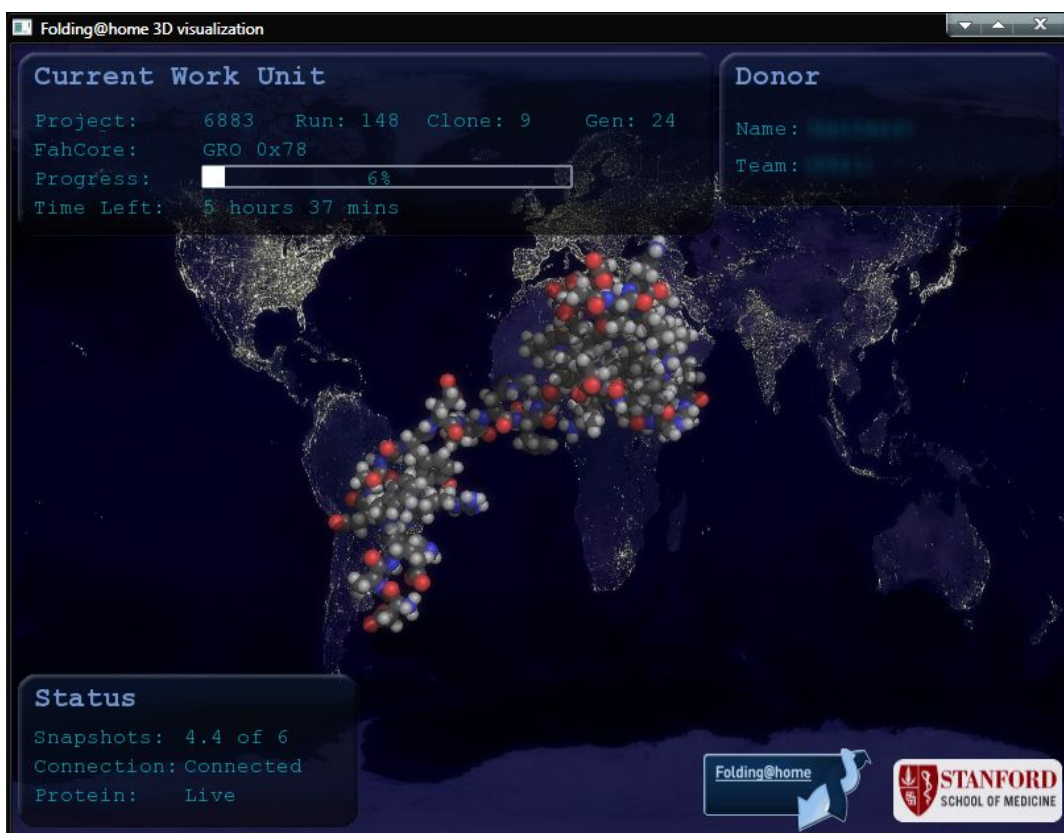 Folding@home 3D visualization
Current Work Unit
Project: 6883 Run: 148 Clone: 9 Gen: 24
FahCore: GRO 0x78
Progress: 6%
Time Left: 5 hours 37 mins
Donor
Name:
Team:
Status
Snapshots: 4.4 of 6
Connection: Connected
Protein: Live
Folding@home
STANFORD
SCHOOL OF MEDICINE